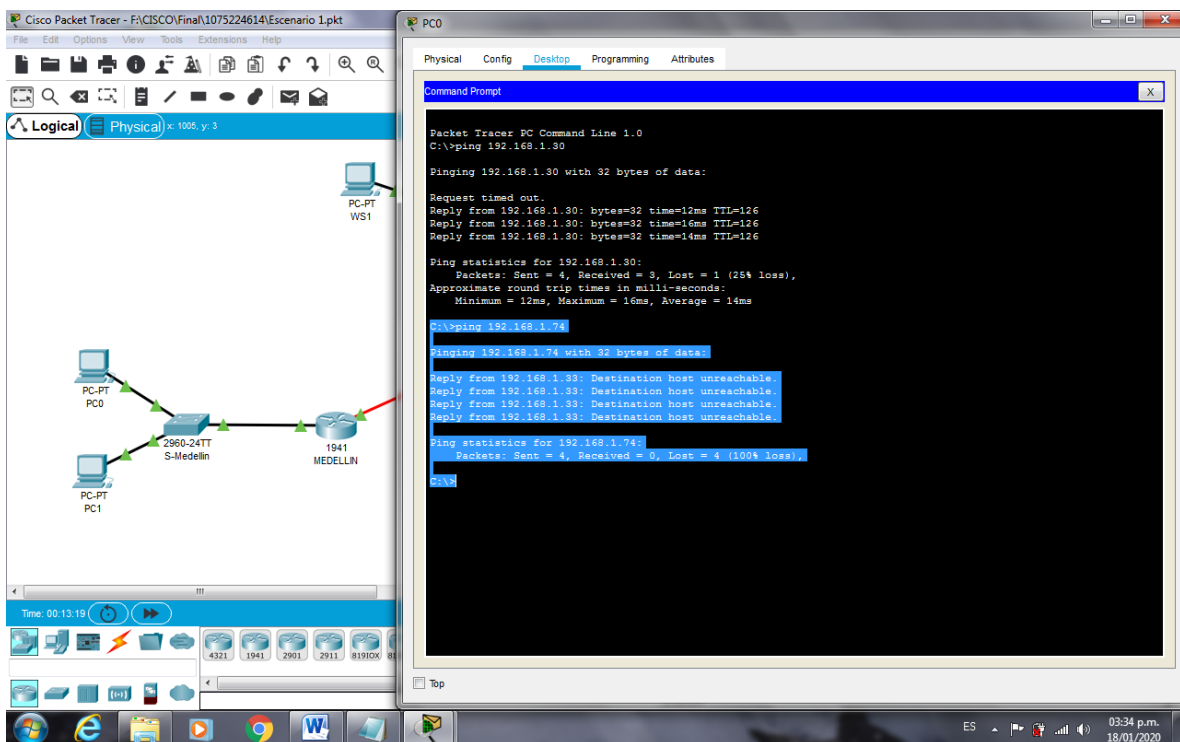 Cisco Packet Tracer - F:\CISCO\Final\1075224614\Escenario 1.pkt
File Edit Options View Tools Extensions Help
Logical Physical x: 1005, y: 3
PC-PT
WS1
PC-PT
PC0
2960-24TT
S-Medellin
1941
MEDELLIN
PC-PT
PC1
Time: 00:13:19
4321 1941 2901 2911 819IOX
PC0
Physical Config Desktop Programming Attributes
Command Prompt
X
Packet Tracer PC Command Line 1.0
C:\>ping 192.168.1.30
Pinging 192.168.1.30 with 32 bytes of data:
Request timed out.
Reply from 192.168.1.30: bytes=32 time=12ms TTL=126
Reply from 192.168.1.30: bytes=32 time=16ms TTL=126
Reply from 192.168.1.30: bytes=32 time=14ms TTL=126
Ping statistics for 192.168.1.30:
Packets: Sent = 4, Received = 3, Lost = 1 (25% loss),
Approximate round trip times in milli-seconds:
Minimum = 12ms, Maximum = 16ms, Average = 14ms
C:\>ping 192.168.1.74
Pinging 192.168.1.74 with 32 bytes of data:
Reply from 192.168.1.33: Destination host unreachable.
Reply from 192.168.1.33: Destination host unreachable.
Reply from 192.168.1.33: Destination host unreachable.
Reply from 192.168.1.33: Destination host unreachable.
Ping statistics for 192.168.1.74:
Packets: Sent = 4, Received = 0, Lost = 4 (100% loss),
C:\>
Top
ES
03:34 p.m.
18/01/2020